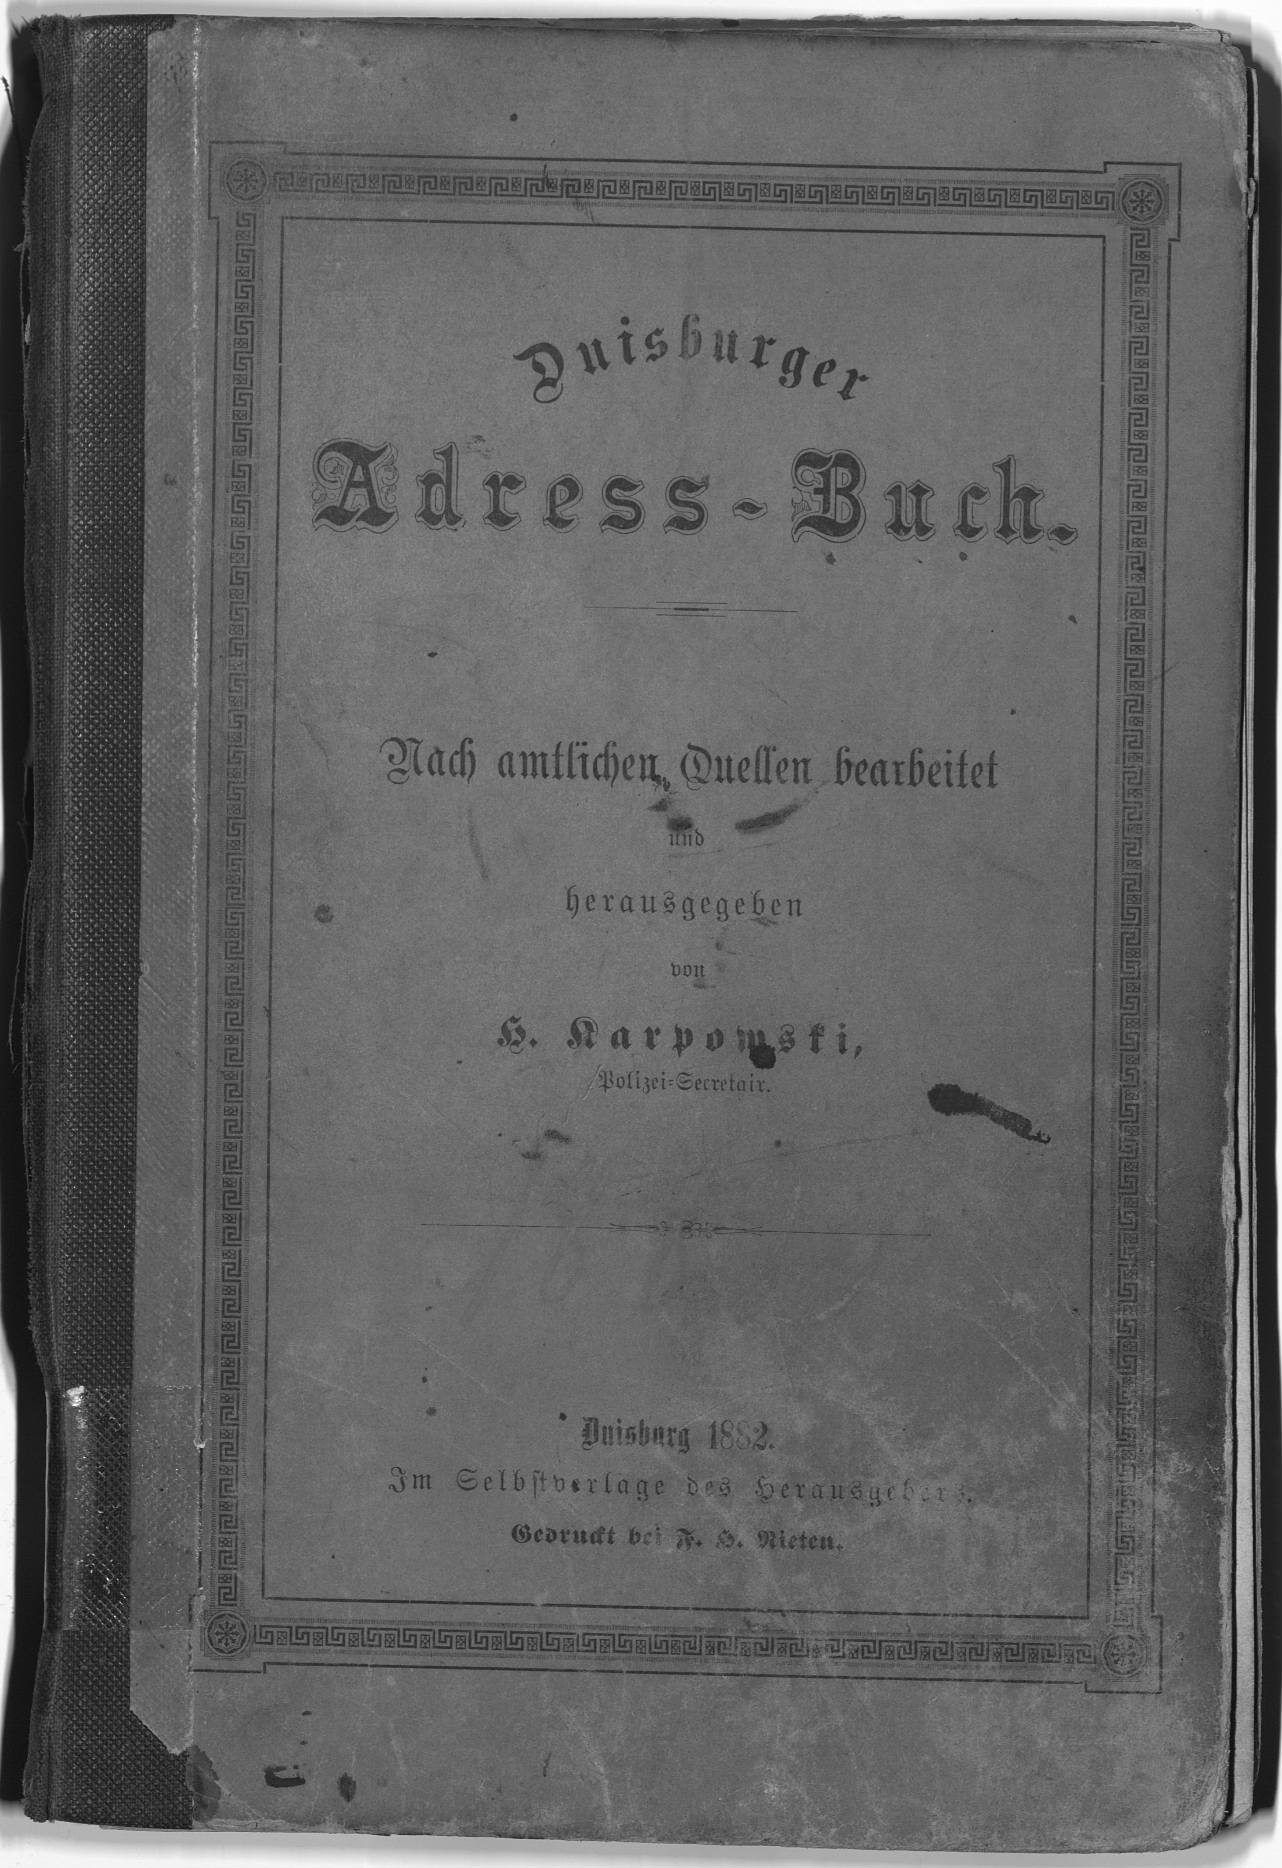 Duisburger
Adress-Buch.
Nach amtlichen Quellen bearbeitet
und
herausgegeben
von
H. Karpowski,
Polizei-Secretair.
Duisburg 1882.
Im Selbstverlage des Herausgebers.
Gedruckt bei F. H. Nieten.